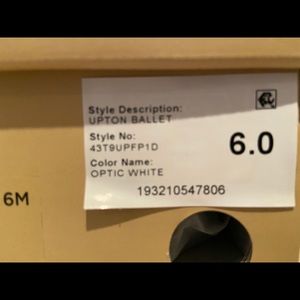 Style Description:
UPTON BALLET
Style No:
43T9UPFP1D
6.0
Color Name:
OPTIC WHITE
193210547806
6M